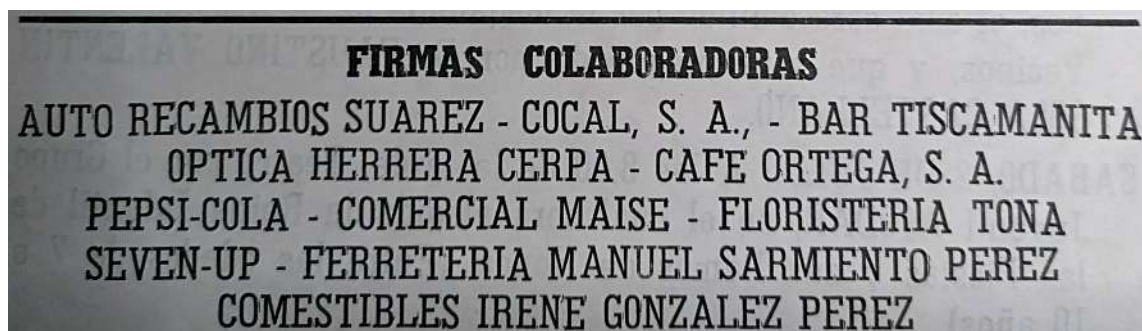 FIRMAS COLABORADORAS
AUTO RECAMBIOS SUAREZ - COCAL, S. A., - BAR TISCAMANITA
OPTICA HERRERA CERPA - CAFE ORTEGA, S. A.
PEPSI-COLA - COMERCIAL MAISE - FLORISTERIA TONA
SEVEN-UP - FERRETERIA MANUEL SARMIENTO PEREZ
COMESTIBLES IRENE GONZALEZ PEREZ